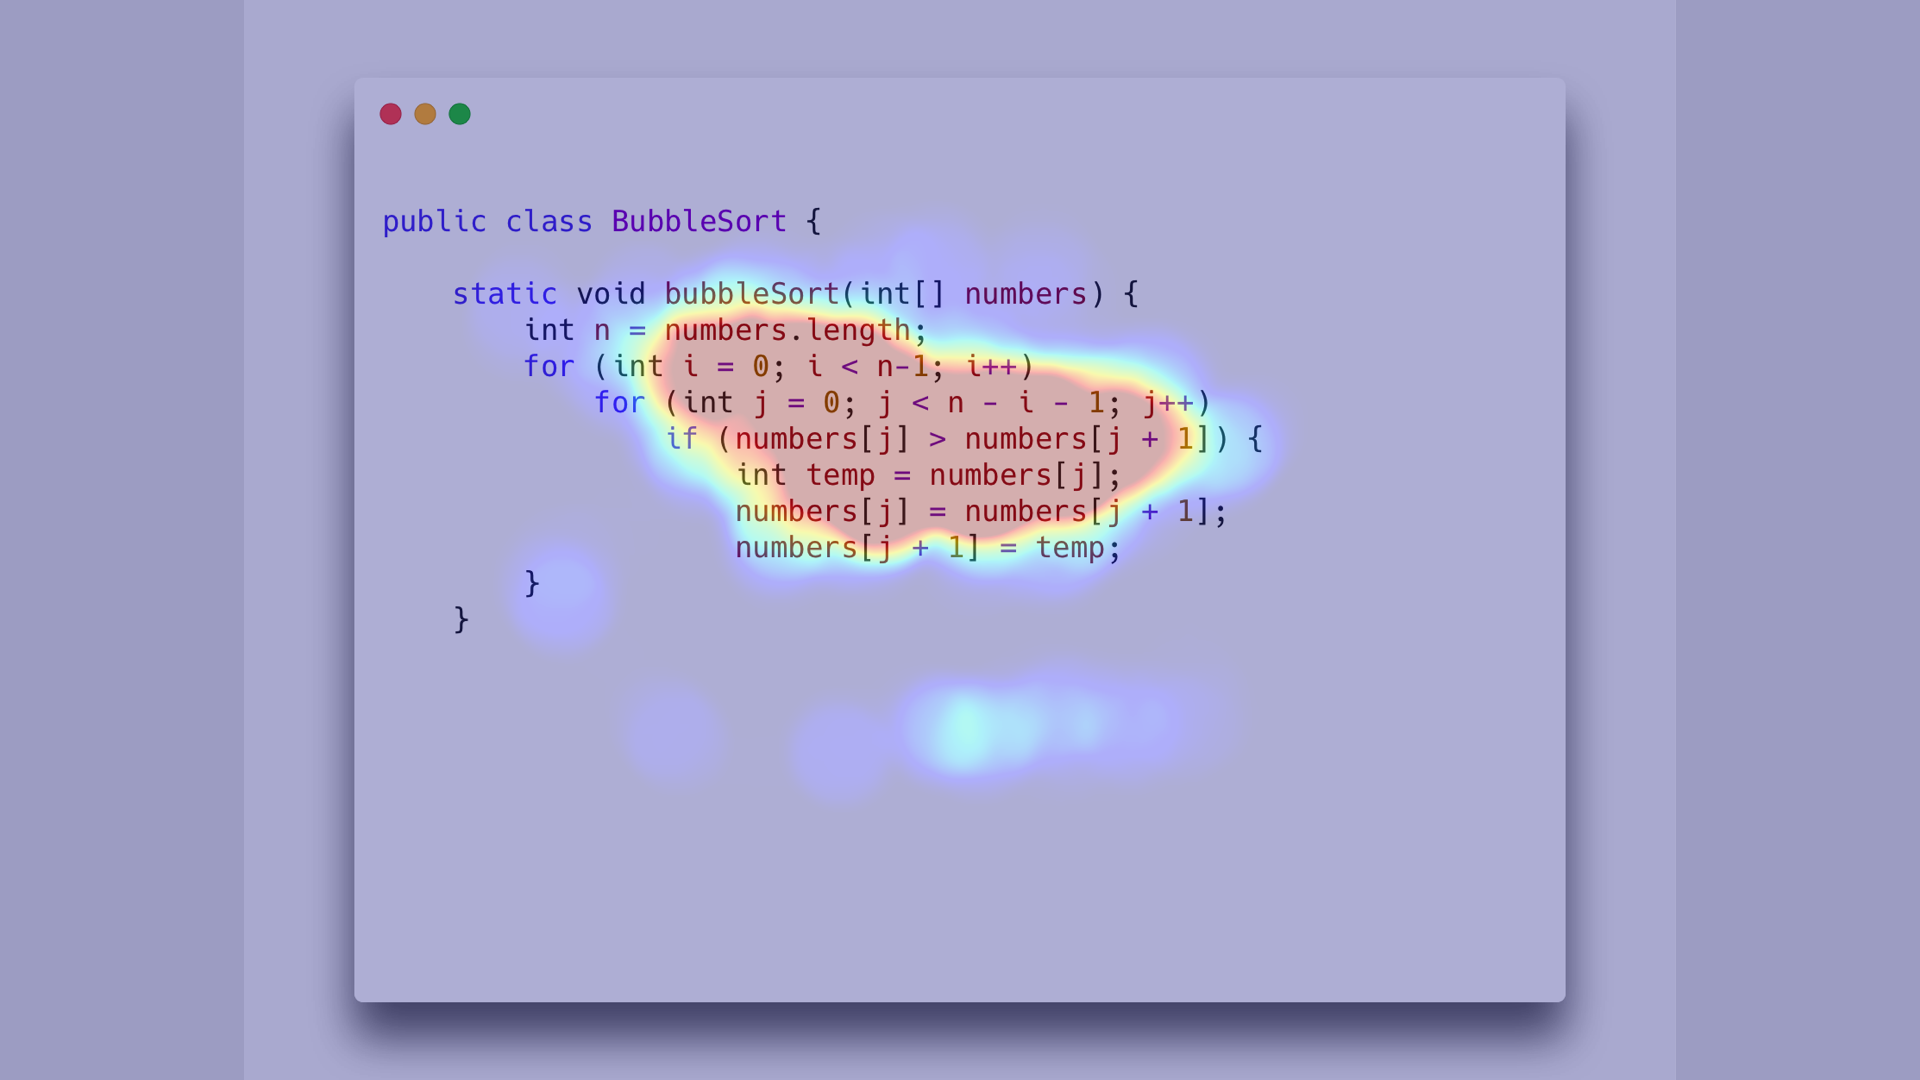 public class BubbleSort {
    static void bubbleSort(int[] numbers) {
        int n = numbers.length;
        for (int i = 0; i < n-1; i++)
            for (int j = 0; j < n - i - 1; j++)
                if (numbers[j] > numbers[j + 1]) {
                    int temp = numbers[j];
                    numbers[j] = numbers[j + 1];
                    numbers[j + 1] = temp;
        }
    }